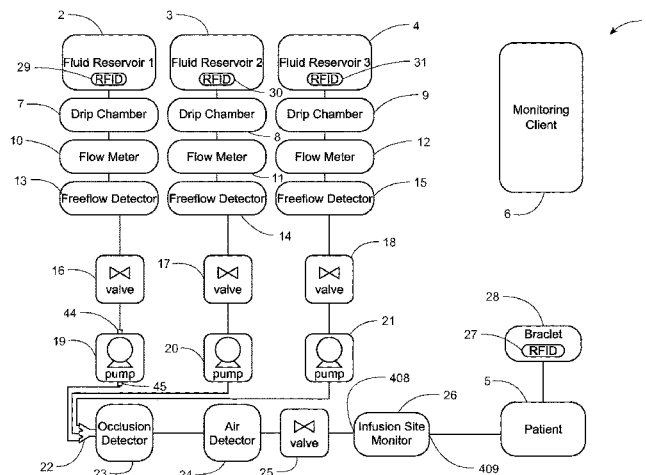 2
3
4
Fluid Reservoir 1
Fluid Reservoir 2
Fluid Reservoir 3
29
RFID
RFID
RFID
31
30
7
Drip Chamber
Drip Chamber
Drip Chamber
9
8
10
Flow Meter
Flow Meter
Flow Meter
12
11
13
Freeflow Detector
Freeflow Detector
Freeflow Detector
15
14
Monitoring
Client
6
16
17
18
valve
valve
valve
44
19
20
21
pump
pump
pump
45
28
27
Braclet
RFID
5
408
26
Occlusion
Detector
Air
Detector
valve
Infusion Site
Monitor
Patient
22
23
24
25
409